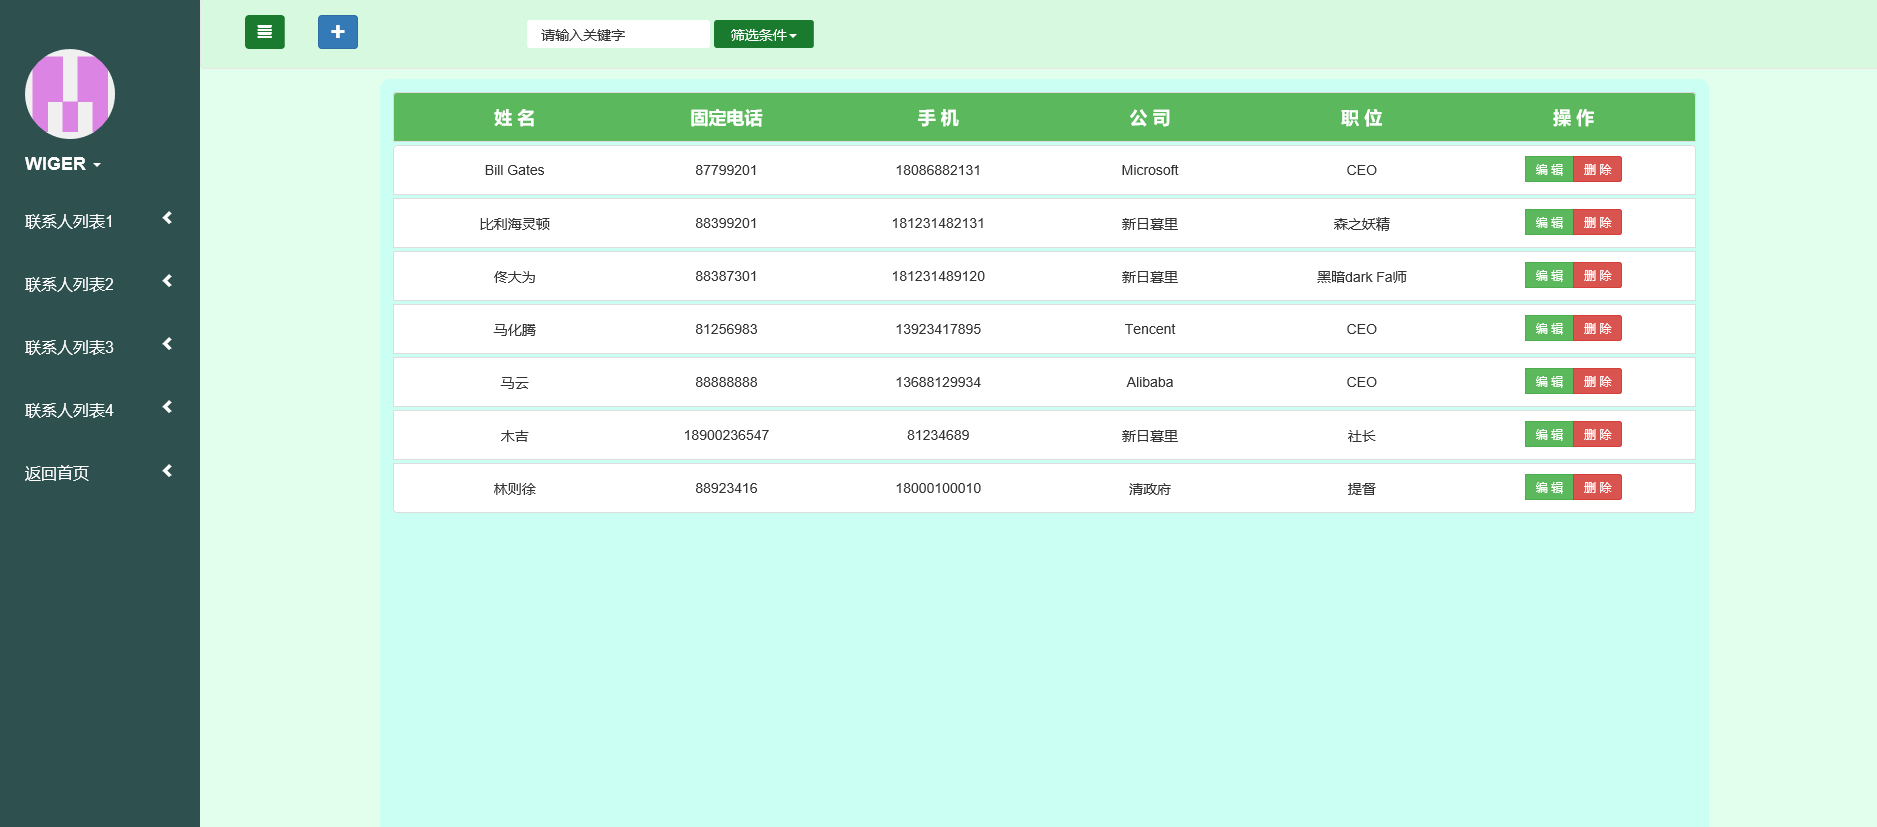 请输入关键字 筛选条件
WIGER
联系人列表1
联系人列表2
联系人列表3
联系人列表4
返回首页
姓 名 固定电话 手 机 公 司 职 位 操 作
Bill Gates 87799201 18086882131 Microsoft CEO 编 辑 删 除
比利海灵顿 88399201 181231482131 新日暮里 森之妖精 编 辑 删 除
佟大为 88387301 181231489120 新日暮里 黑暗dark Fa师 编 辑 删 除
马化腾 81256983 13923417895 Tencent CEO 编 辑 删 除
马云 88888888 13688129934 Alibaba CEO 编 辑 删 除
木吉 18900236547 81234689 新日暮里 社长 编 辑 删 除
林则徐 88923416 18000100010 清政府 提督 编 辑 删 除